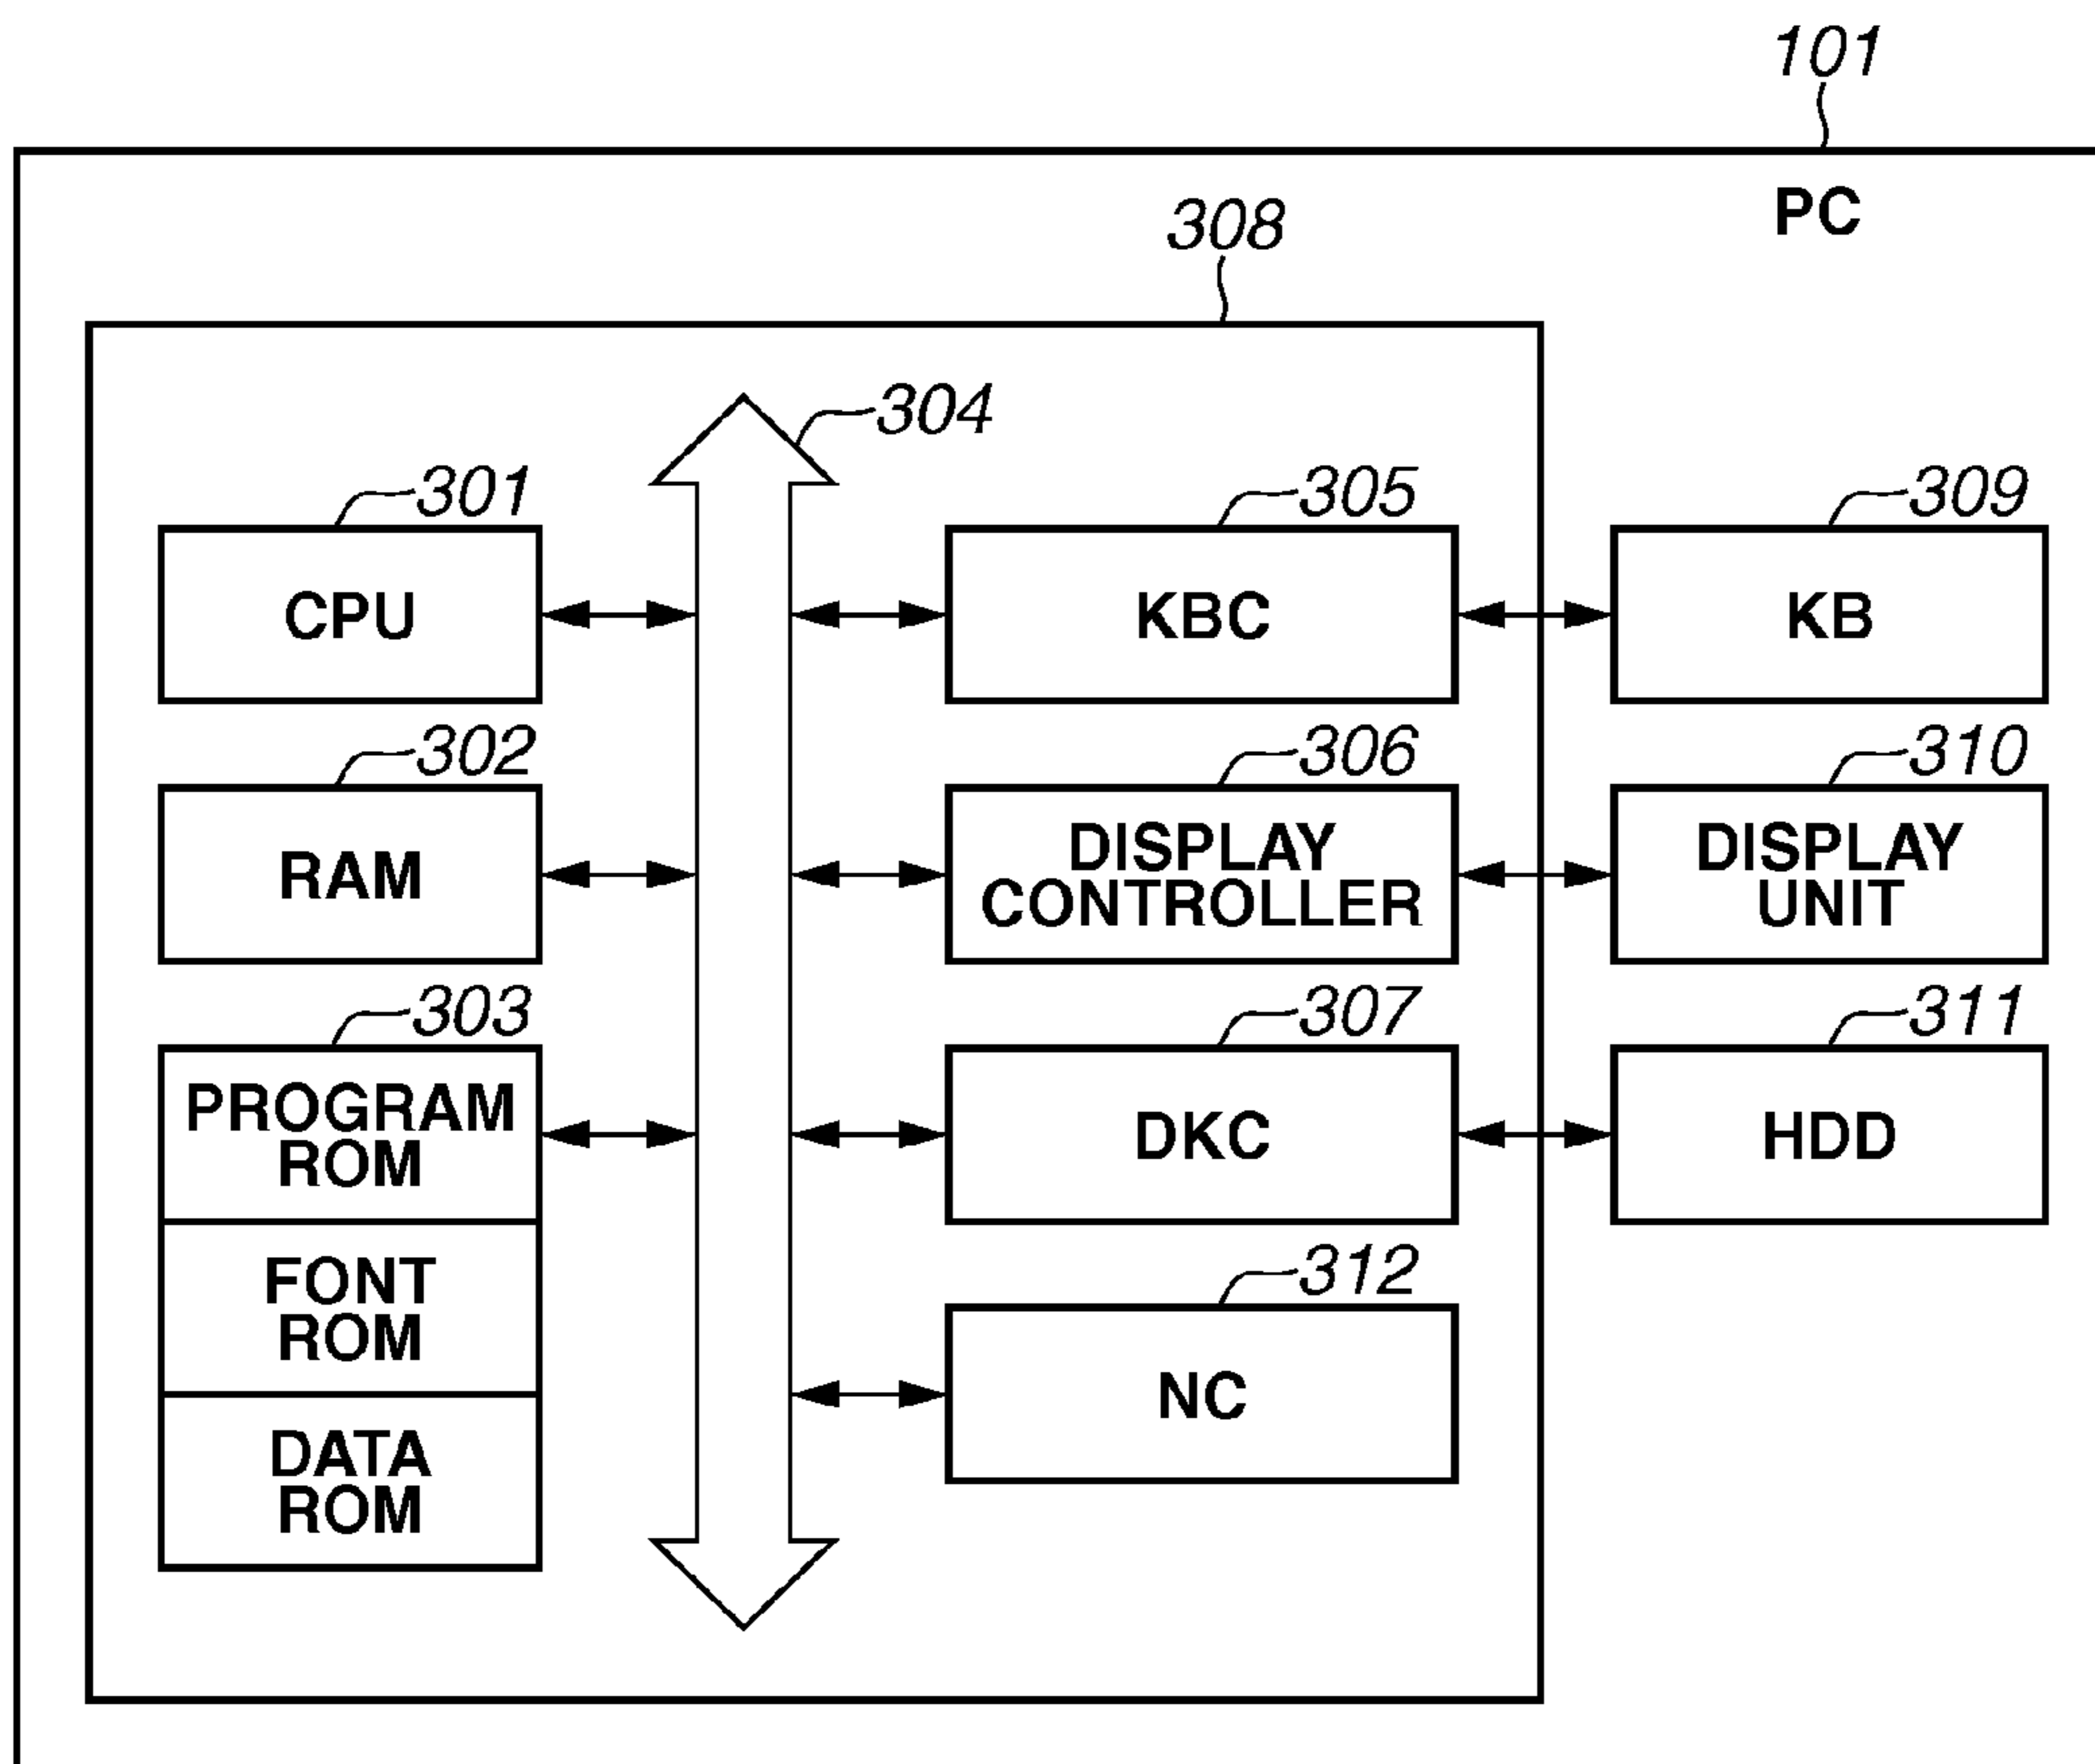 101
PC
308
304
301
CPU
305
KBC
309
KB
302
RAM
306
DISPLAY
CONTROLLER
310
DISPLAY
UNIT
303
PROGRAM
ROM
FONT
ROM
DATA
ROM
307
DKC
311
HDD
312
NC